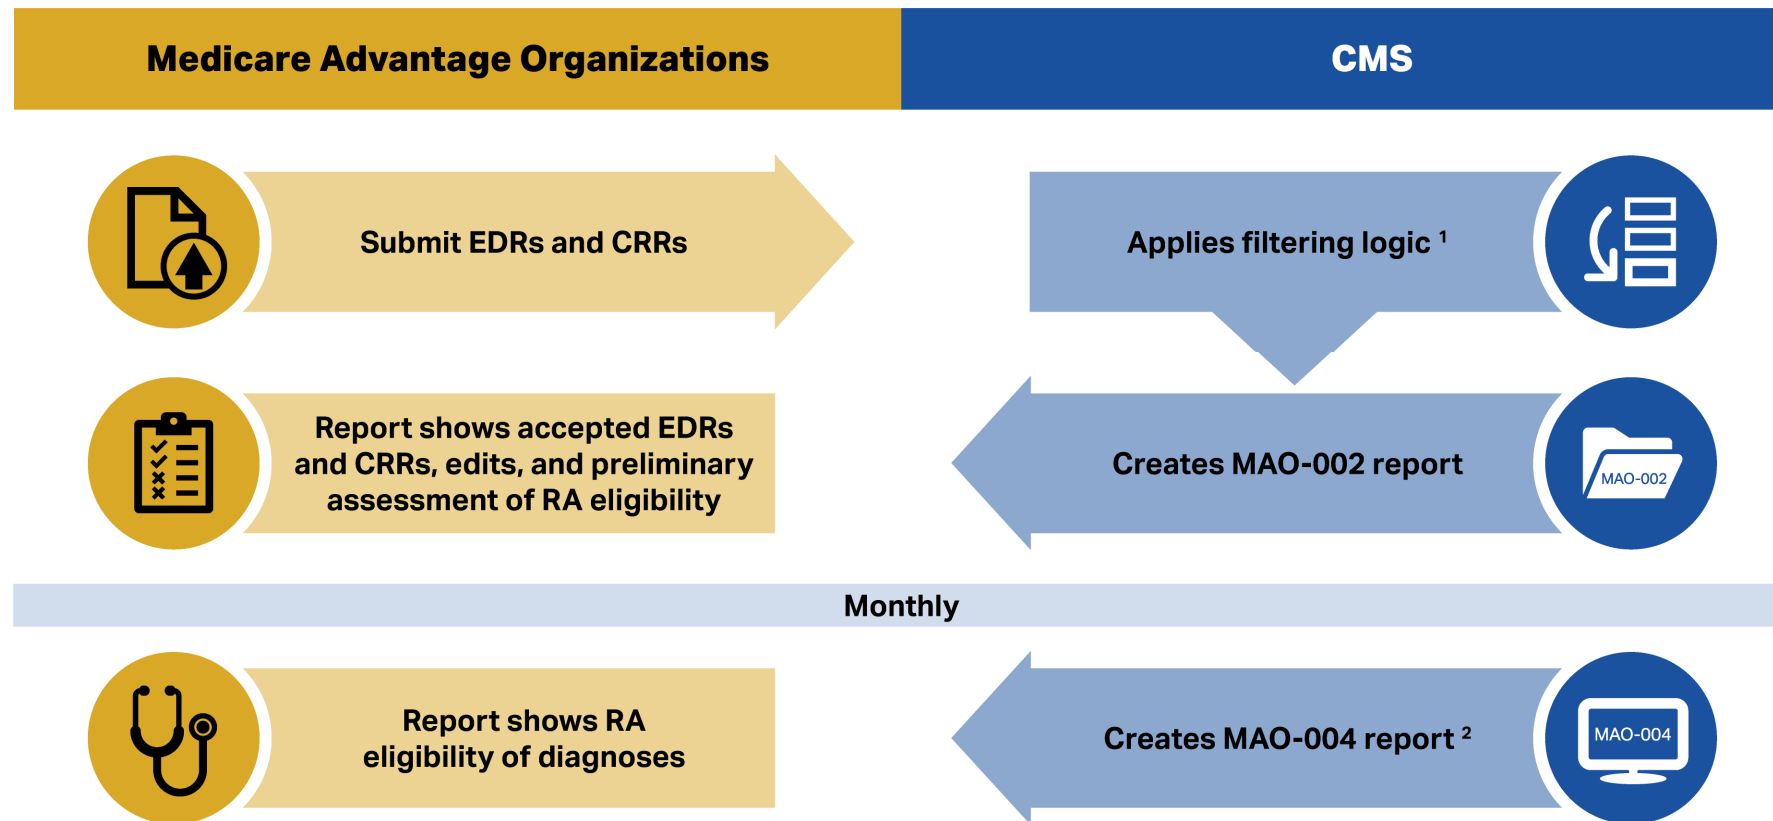 Medicare Advantage Organizations
CMS
Submit EDRs and CRRs
Applies filtering logic ¹
Report shows accepted EDRs
and CRRs, edits, and preliminary
assessment of RA eligibility
Creates MAO-002 report
MAO-002
Monthly
Report shows RA
eligibility of diagnoses
Creates MAO-004 report ²
MAO-004